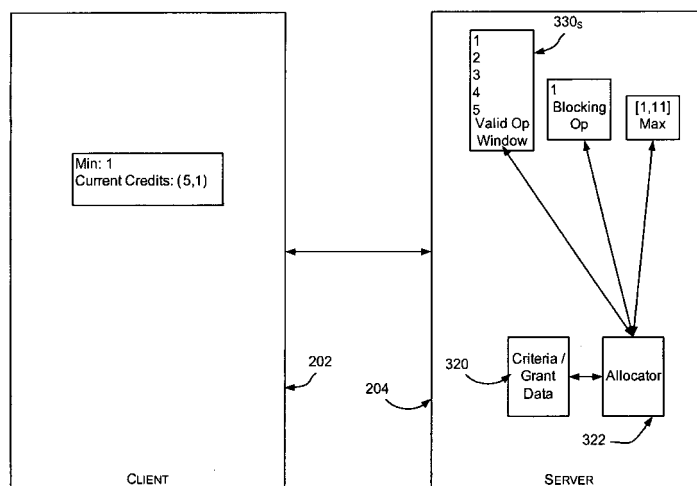 330s
1
2
3
4
5
Valid Op
Window
1
Blocking
Op
[1,11]
Max
Min: 1
Current Credits: (5,1)
202
204
320
Criteria /
Grant
Data
Allocator
322
CLIENT
SERVER